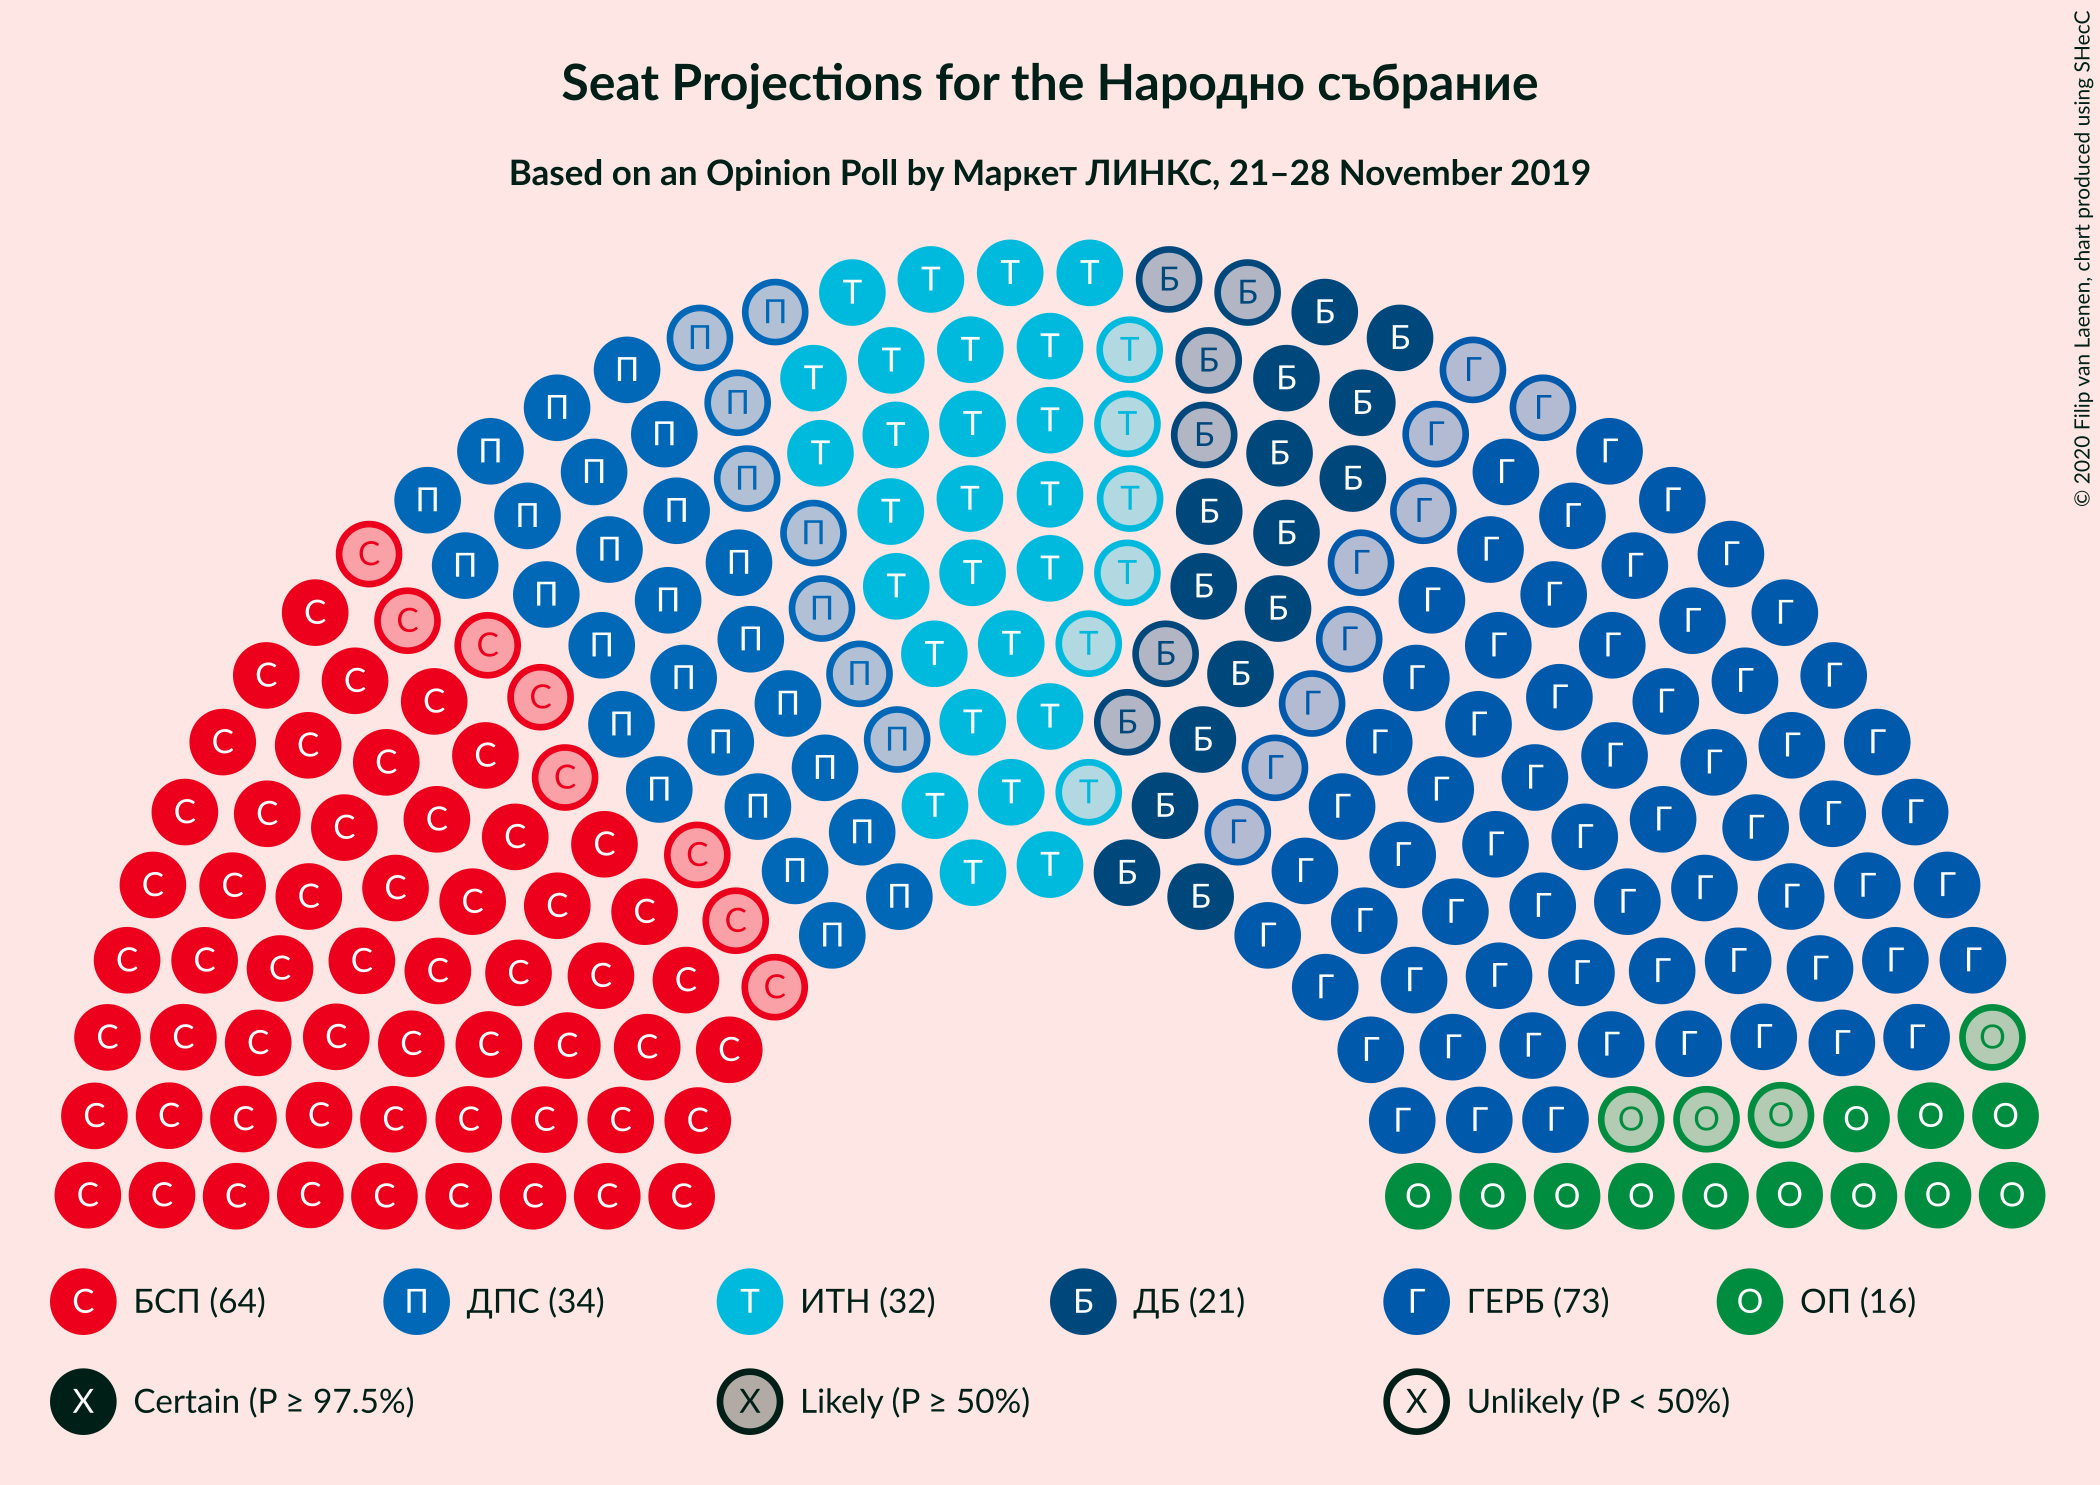 Seat Projections for the Народно събрание
Based on an Opinion Poll by Маркет ЛИНКС, 21–28 November 2019
© 2020 Filip van Laenen, chart produced using SHecC
С БСП (64)
П ДПС (34)
Т ИТН (32)
Б ДБ (21)
Г ГЕРБ (73)
О ОП (16)
X Certain (P ≥ 97.5%)
X Likely (P ≥ 50%)
X Unlikely (P < 50%)